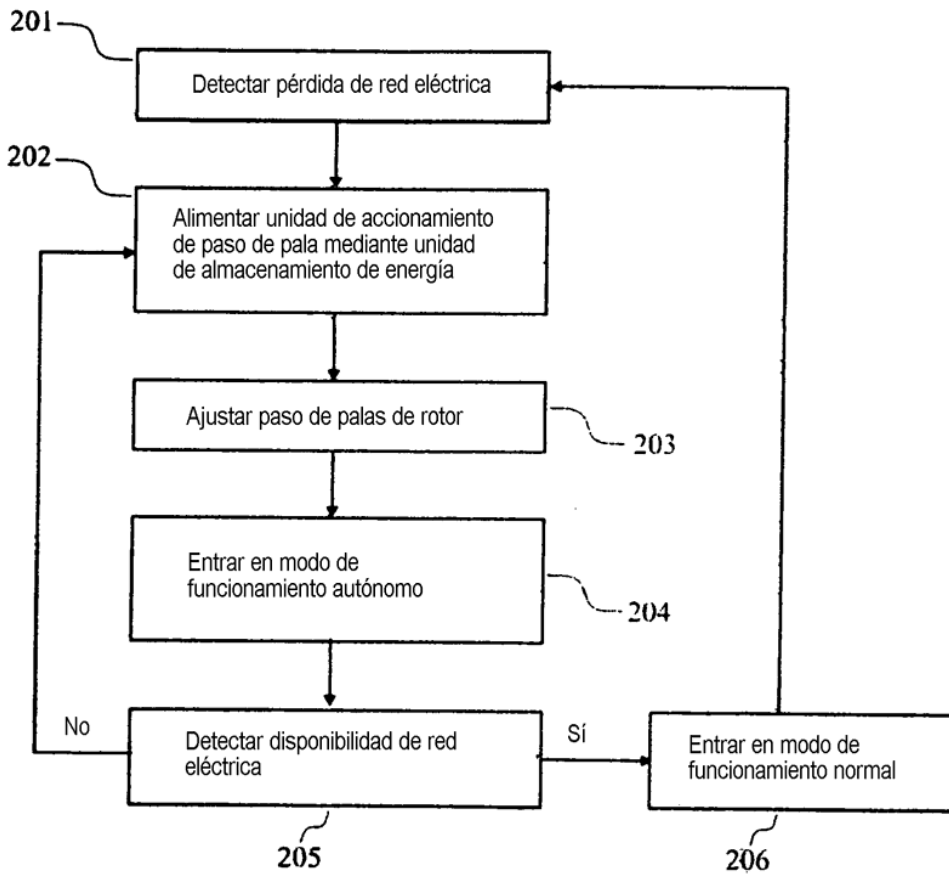 201
Detectar pérdida de red eléctrica
202
Alimentar unidad de accionamiento
de paso de pala mediante unidad
de almacenamiento de energía
Ajustar paso de palas de rotor
203
Entrar en modo de
funcionamiento autónomo
204
No
Detectar disponibilidad de red
eléctrica
Sí
Entrar en modo de
funcionamiento normal
205
206